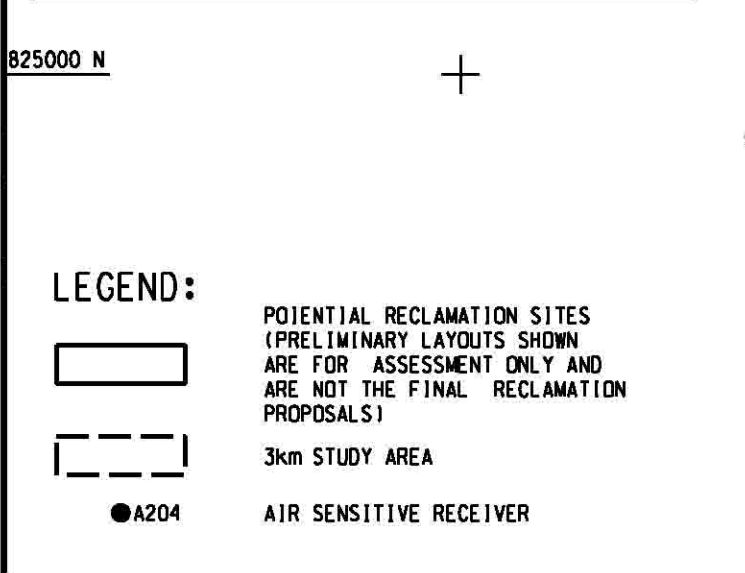 825000 N
LEGEND:
POIENTIAL RECLAMATION SITES
(PRELIMINARY LAYOUTS SHOWN
ARE FOR ASSESSMENT ONLY AND
ARE NOT THE FINAL RECLAMATION
PROPOSALS)
3km STUDY AREA
●A204 AIR SENSITIVE RECEIVER